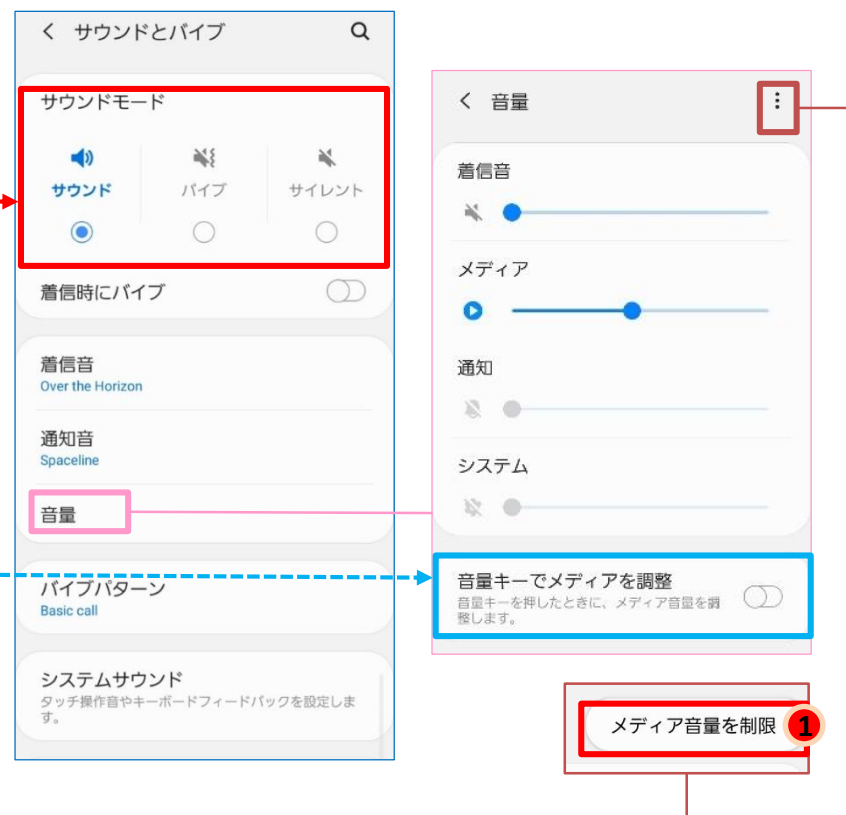 サウンドとバイブ
サウンドモード
サウンド
バイブ
サイレント
着信時にバイブ
着信音
Over the Horizon
通知音
Spaceline
音量
バイブパターン
Basic call
システムサウンド
タッチ操作音やキーボードフィードバックを設定しま
す。
音量
着信音
メディア
通知
システム
音量キーでメディアを調整
音量キーを押したときに、メディア音量を調
整します。
メディア音量を制限
1